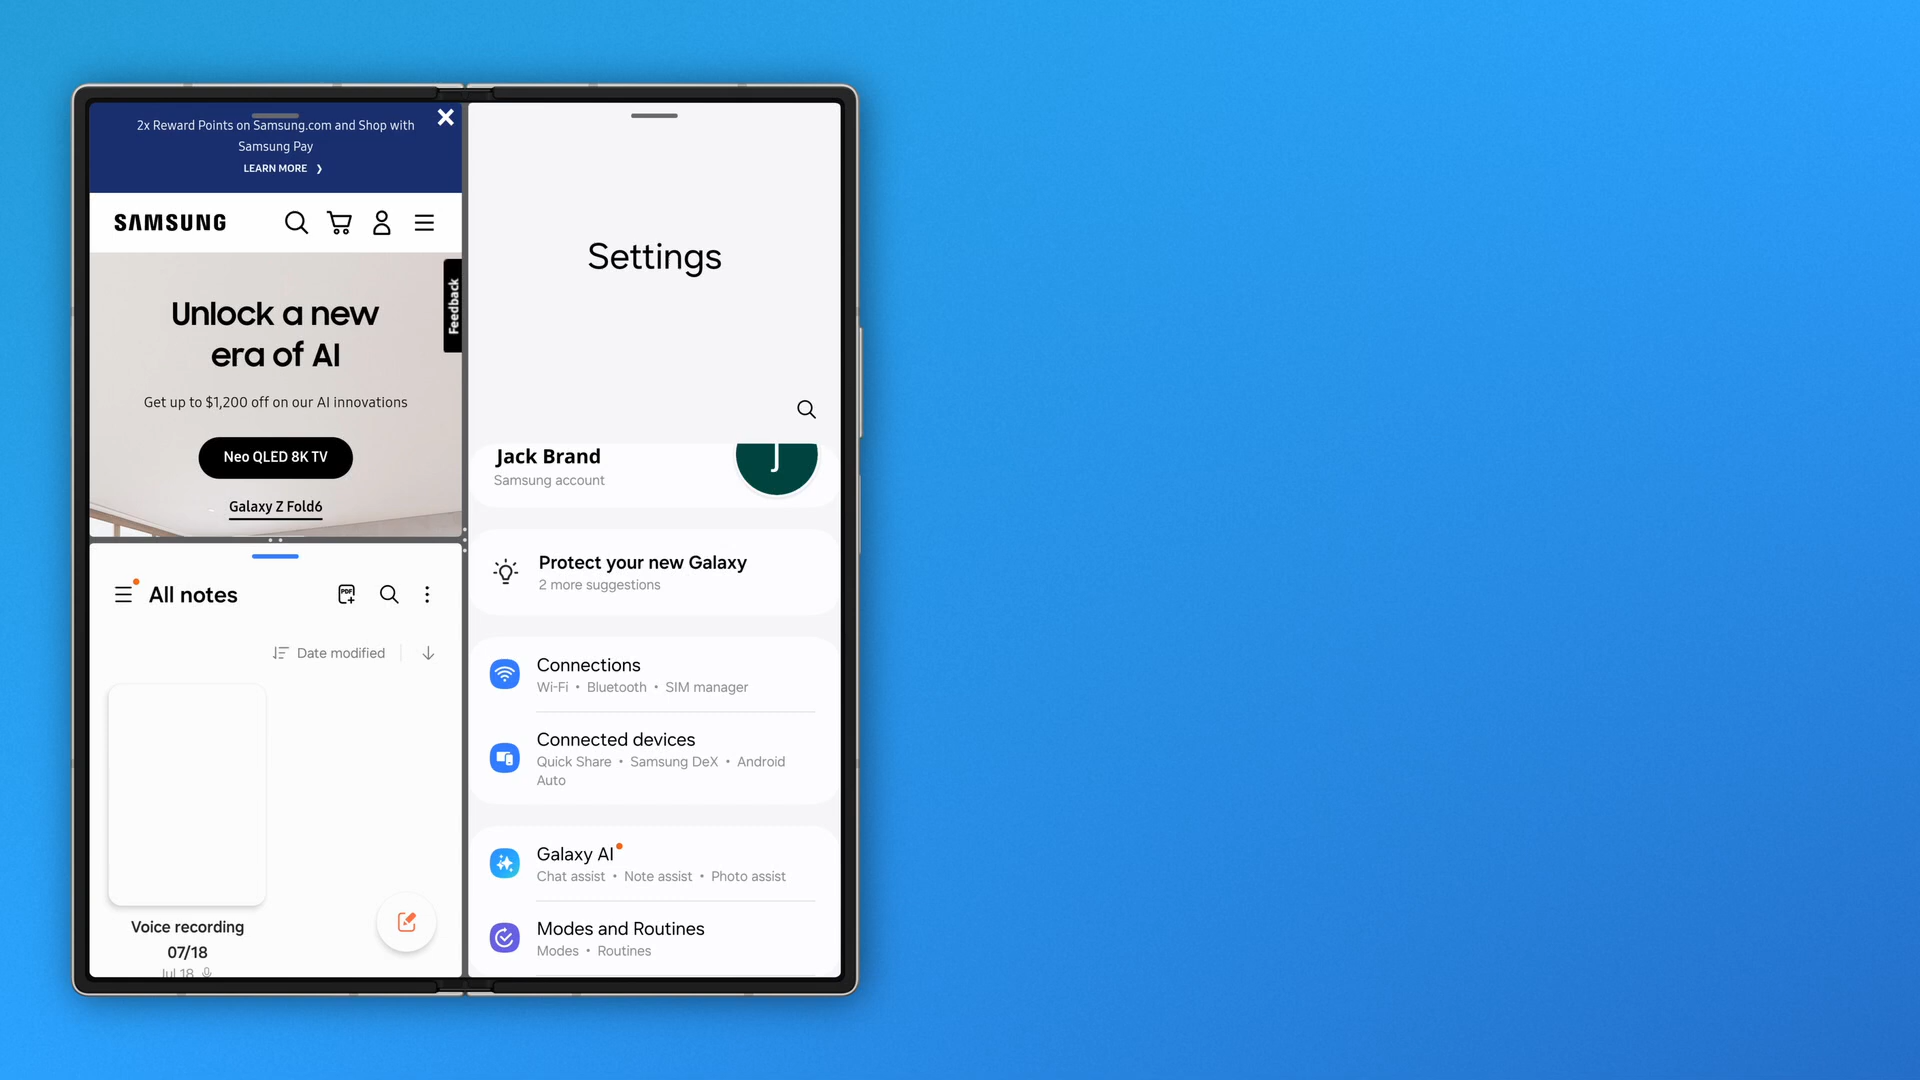 2x Reward Points on Samsung.com and Shop with
Samsung Pay
LEARN MORE
SAMSUNG
Unlock a new
era of AI
Feedback
Get up to $1,200 off on our AI innovations
Neo QLED 8K TV
Galaxy Z Fold6
All notes
PDF
Date modified
Voice recording
07/18
Jul 18
Settings
Jack Brand
J
Samsung account
Protect your new Galaxy
2 more suggestions
Connections
Wi-Fi • Bluetooth • SIM manager
Connected devices
Quick Share • Samsung DeX • Android
Auto
Galaxy AI
Chat assist • Note assist • Photo assist
Modes and Routines
Modes • Routines